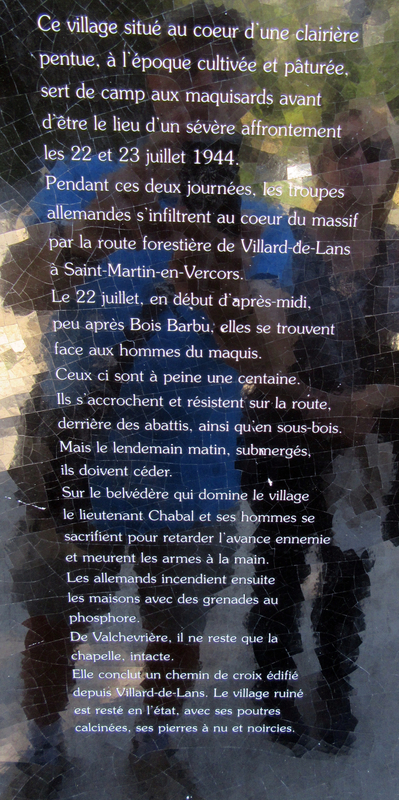 Ce village situé au coeur d'une clairière
pentue, à l'époque cultivée et pâturée,
sert de camp aux maquisards avant
d'être le lieu d'un sévère affrontement
les 22 et 23 juillet 1944.
Pendant ces deux journées, les troupes
allemandes s'infiltrent au coeur du massif
par la route forestière de Villard-de-Lans
à Saint-Martin-en-Vercors.
Le 22 juillet, en début d'après-midi,
peu après Bois Barbu, elles se trouvent
face aux hommes du maquis.
Ceux ci sont à peine une centaine.
Ils s'accrochent et résistent sur la route,
derrière des abattis, ainsi qu'en sous-bois.
Mais le lendemain matin, submergés,
ils doivent céder.
Sur le belvédère qui domine le village
le lieutenant Chabal et ses hommes se
sacrifient pour retarder l'avance ennemie
et meurent les armes à la main.
Les allemands incendient ensuite
les maisons avec des grenades au
phosphore.
De Valchevrière, il ne reste que la
chapelle, intacte.
Elle conclut un chemin de croix édifié
depuis Villard-de-Lans. Le village ruiné
est resté en l'état, avec ses poutres
calcinées, ses pierres à nu et noircies.